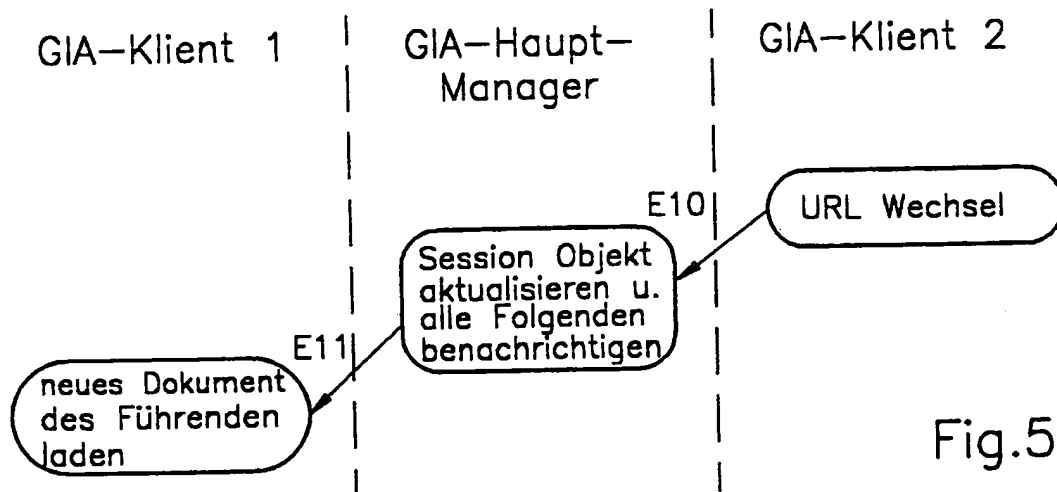 GIA-Klient 1
GIA-Haupt-
Manager
GIA-Klient 2
E10
URL Wechsel
Session Objekt
aktualisieren u.
alle Folgenden
benachrichtigen
E11
neues Dokument
des Führenden
laden
Fig.5